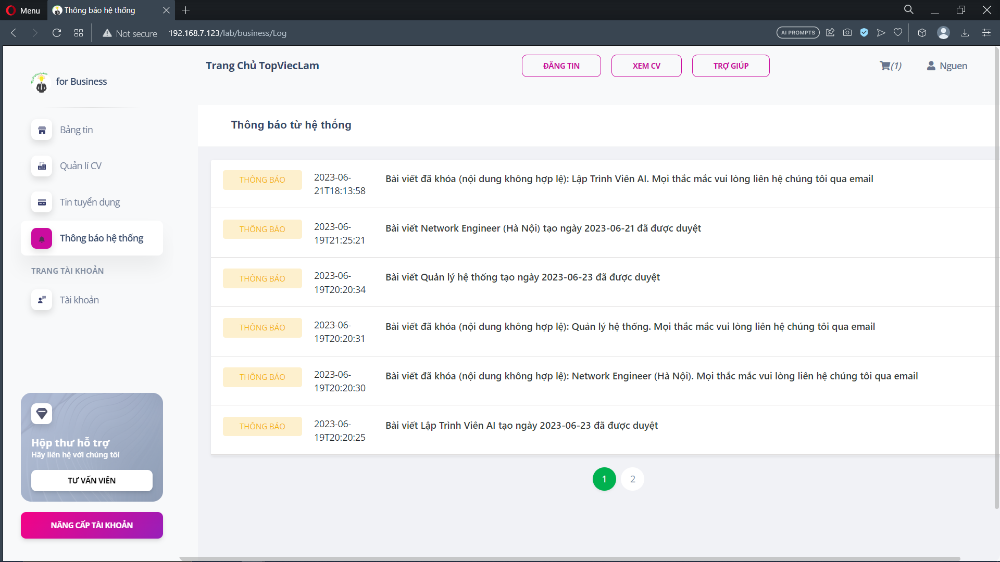 Menu
Thông báo hệ thống
Not secure
192.168.7.123/lab/business/Log
AI PROMPTS
TOPViecLam
for Business
Trang Chủ TopViecLam
ĐĂNG TIN
XEM CV
TRỢ GIÚP
(1)
Nguen
Bảng tin
Quản lí CV
Tin tuyển dụng
Thông báo hệ thống
TRANG TÀI KHOẢN
Tài khoản
Hộp thư hỗ trợ
Hãy liên hệ với chúng tôi
TƯ VẤN VIÊN
NÂNG CẤP TÀI KHOẢN
Thông báo từ hệ thống
THÔNG BÁO
2023-06-
21T18:13:58
Bài viết đã khóa (nội dung không hợp lệ): Lập Trình Viên AI. Mọi thắc mắc vui lòng liên hệ chúng tôi qua email
THÔNG BÁO
2023-06-
19T21:25:21
Bài viết Network Engineer (Hà Nội) tạo ngày 2023-06-21 đã được duyệt
THÔNG BÁO
2023-06-
19T20:20:34
Bài viết Quản lý hệ thống tạo ngày 2023-06-23 đã được duyệt
THÔNG BÁO
2023-06-
19T20:20:31
Bài viết đã khóa (nội dung không hợp lệ): Quản lý hệ thống. Mọi thắc mắc vui lòng liên hệ chúng tôi qua email
THÔNG BÁO
2023-06-
19T20:20:30
Bài viết đã khóa (nội dung không hợp lệ): Network Engineer (Hà Nội). Mọi thắc mắc vui lòng liên hệ chúng tôi qua email
THÔNG BÁO
2023-06-
19T20:20:25
Bài viết Lập Trình Viên AI tạo ngày 2023-06-23 đã được duyệt
1
2